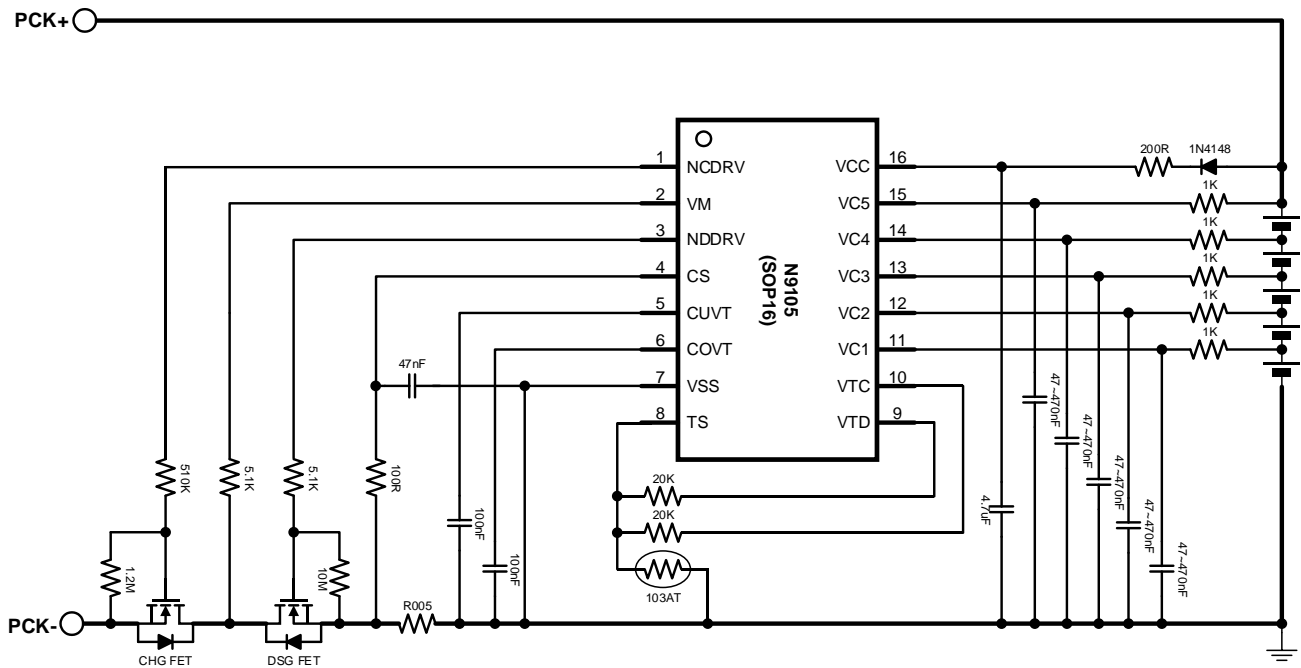 PCK+
N9105
(SOP16)
1 NCDRV
2 VM
3 NDDRV
4 CS
5 CUVT
6 COVT
7 VSS
8 TS
VCC 16
VC5 15
VC4 14
VC3 13
VC2 12
VC1 11
VTC 10
VTD 9
200R
1N4148
1K
1K
1K
1K
1K
47nF
510K
5.1K
5.1K
100R
100nF
100nF
20K
20K
103AT
4.7uF
47~470nF
47~470nF
47~470nF
47~470nF
47~470nF
1.2M
10M
R005
PCK-
CHG FET
DSG FET